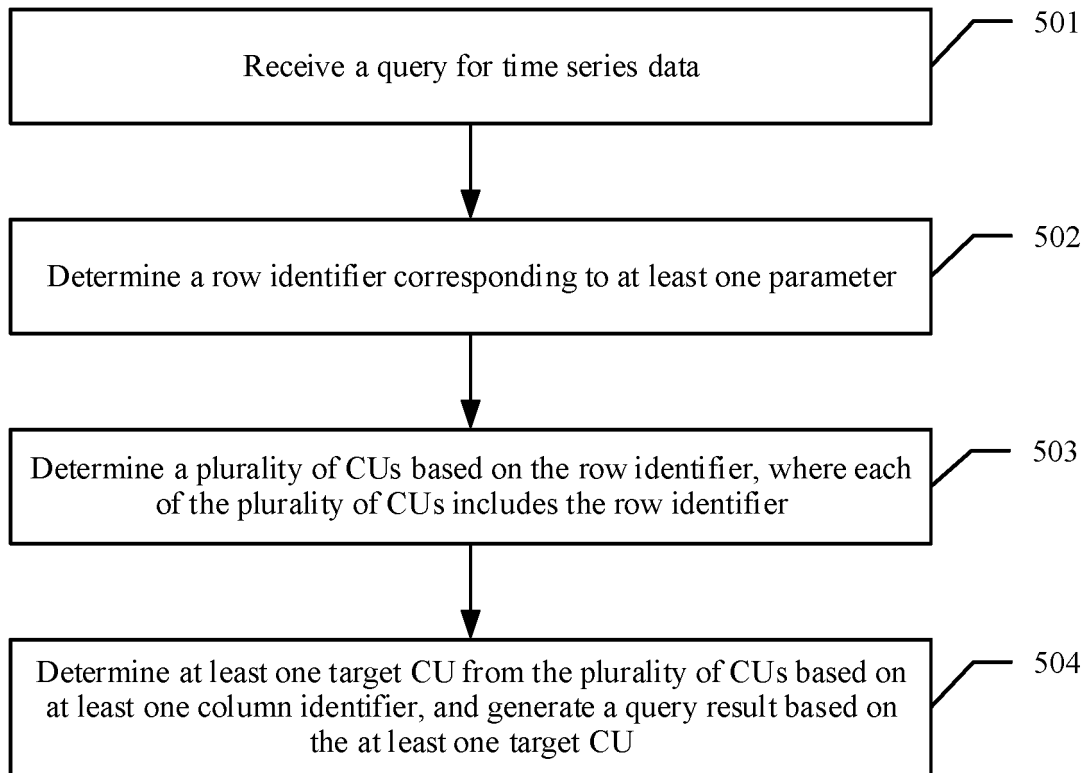 Receive a query for time series data
501
Determine a row identifier corresponding to at least one parameter
502
Determine a plurality of CUs based on the row identifier, where each
of the plurality of CUs includes the row identifier
503
Determine at least one target CU from the plurality of CUs based on
at least one column identifier, and generate a query result based on
the at least one target CU
504